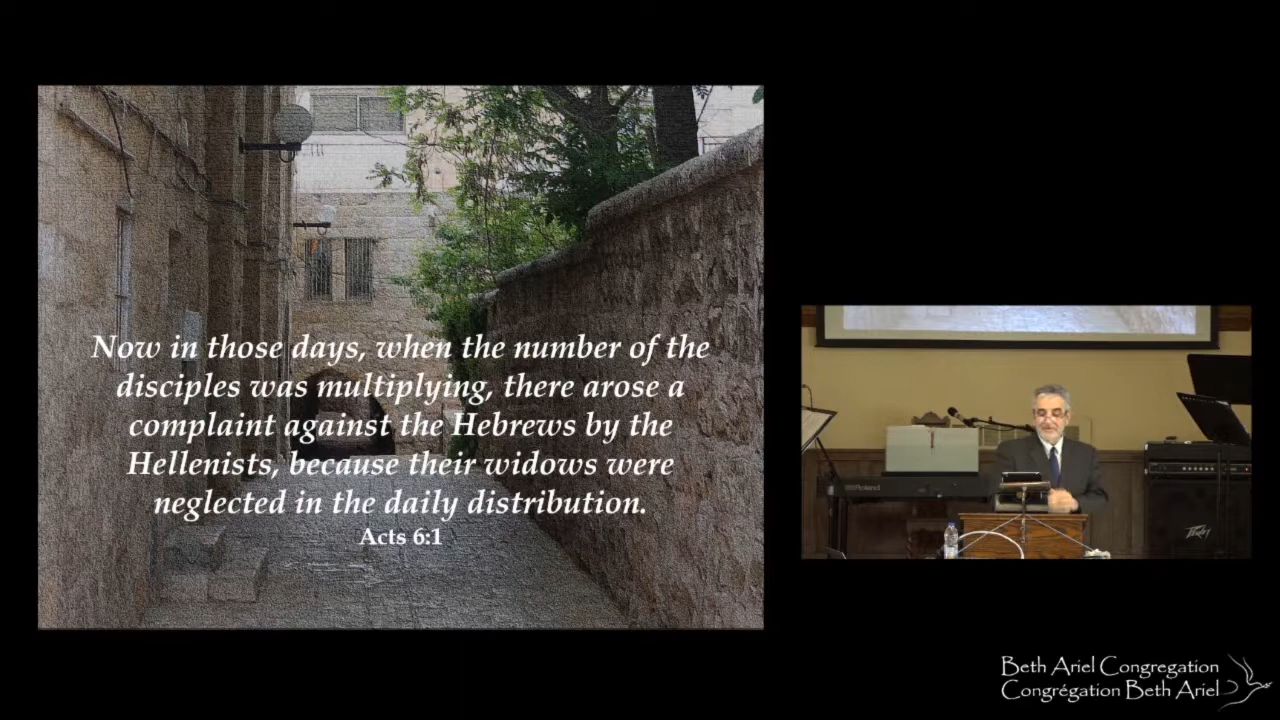 Now in those days, when the number of the
disciples was multiplying, there arose a
complaint against the Hebrews by the
Hellenists, because their widows were
neglected in the daily distribution.
Acts 6:1
Roland
Peavey
Beth Ariel Congregation
Congrégation Beth Ariel